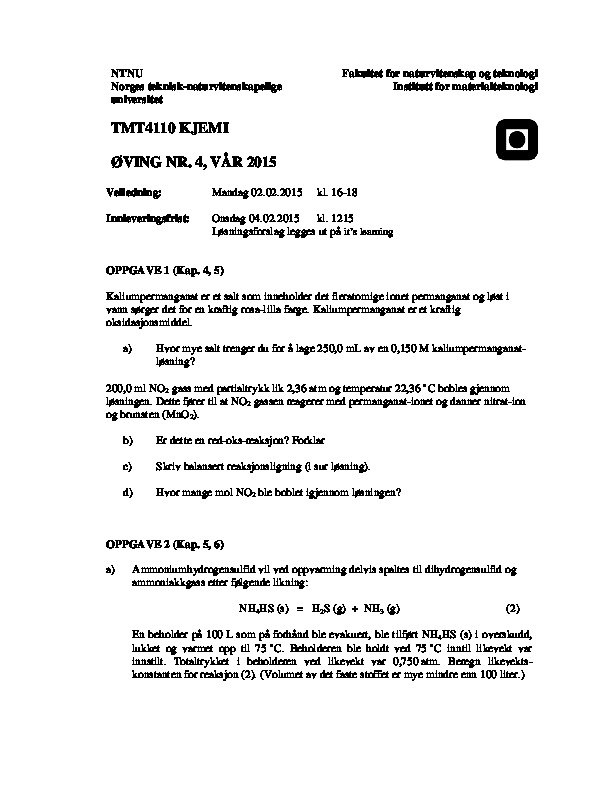 NTNU Fakultet for naturvitenskap og teknologi
Norges teknisk-naturvitenskapelige Institutt for materialteknologi
universitet
TMT4110 KJEMI
ØVING NR. 4, VÅR 2015
Veiledning: Mandag 02.02.2015 kl. 16-18
Innleveringsfrist: Onsdag 04.02.2015 kl. 1215
Løsningsforslag legges ut på it's learning
OPPGAVE 1 (Kap. 4, 5)
Kaliumpermanganat er et salt som inneholder det fleratomige ionet permanganat og løst i
vann sørger det for en kraftig rosa-lilla farge. Kaliumpermanganat er et kraftig
oksidasjonsmiddel.
a) Hvor mye salt trenger du for å lage 250,0 mL av en 0,150 M kaliumpermanganat-
løsning?
200,0 ml NO₂ gass med partialtrykk lik 2,36 atm og temperatur 22,36 °C bobles gjennom
løsningen. Dette fører til at NO₂ gassen reagerer med permanganat-ionet og danner nitrat-ion
og brunsten (MnO₂).
b) Er dette en red-oks-reaksjon? Forklar
c) Skriv balansert reaksjonsligning (i sur løsning).
d) Hvor mange mol NO₂ ble boblet igjennom løsningen?
OPPGAVE 2 (Kap. 5, 6)
a) Ammoniumhydrogensulfid vil ved oppvarming delvis spaltes til dihydrogensulfid og
ammoniakkgass etter følgende likning:
NH₄HS (s) = H₂S (g) + NH₃ (g) (2)
En beholder på 100 L som på forhånd ble evakuert, ble tilført NH₄HS (s) i overskudd,
lukket og varmet opp til 75 °C. Beholderen ble holdt ved 75 °C inntil likevekt var
innstilt. Totaltrykket i beholderen ved likevekt var 0,750 atm. Beregn likevekts-
konstanten for reaksjon (2). (Volumet av det faste stoffet er mye mindre enn 100 liter.)